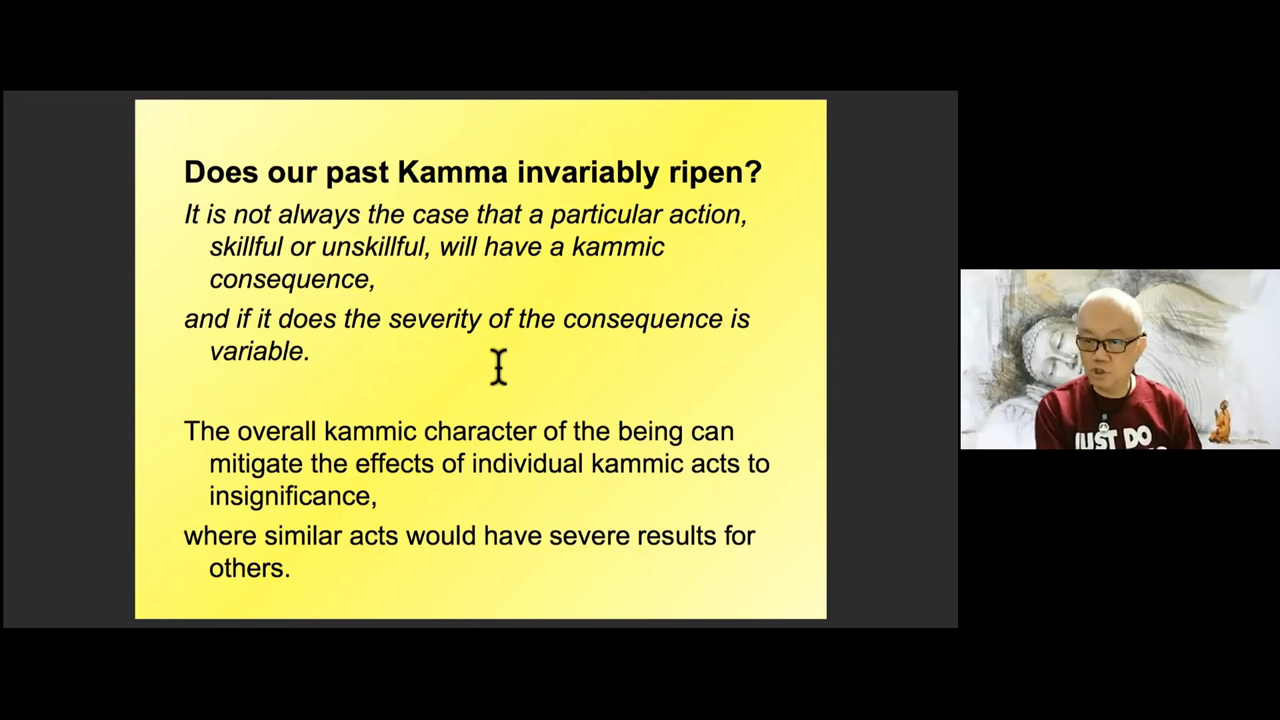 Does our past Kamma invariably ripen?
It is not always the case that a particular action,
skillful or unskillful, will have a kammic
consequence,
and if it does the severity of the consequence is
variable.
The overall kammic character of the being can
mitigate the effects of individual kammic acts to
insignificance,
where similar acts would have severe results for
others.
JUST DO